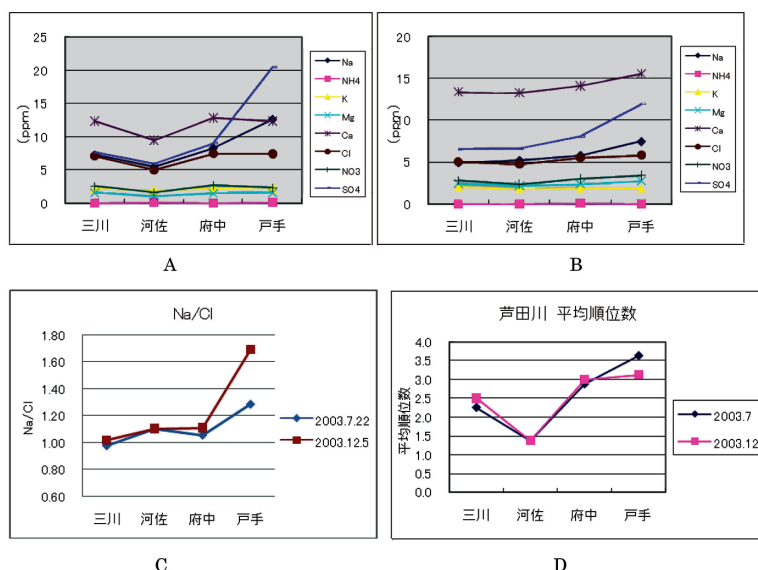 25
20
15
10
5
0
(ppm)
三川 河佐 府中 戸手
Na
NH4
K
Mg
Ca
Cl
NO3
SO4
A
20
15
10
5
0
(ppm)
三川 河佐 府中 戸手
Na
NH4
K
Mg
Ca
Cl
NO3
SO4
B
Na/Cl
1.80
1.60
1.40
1.20
1.00
0.80
0.60
Na/Cl
三川 河佐 府中 戸手
2003.7.22
2003.12.5
C
芦田川 平均順位数
4.0
3.5
3.0
2.5
2.0
1.5
1.0
0.5
0.0
平均順位数
三川 河佐 府中 戸手
2003.7
2003.12
D